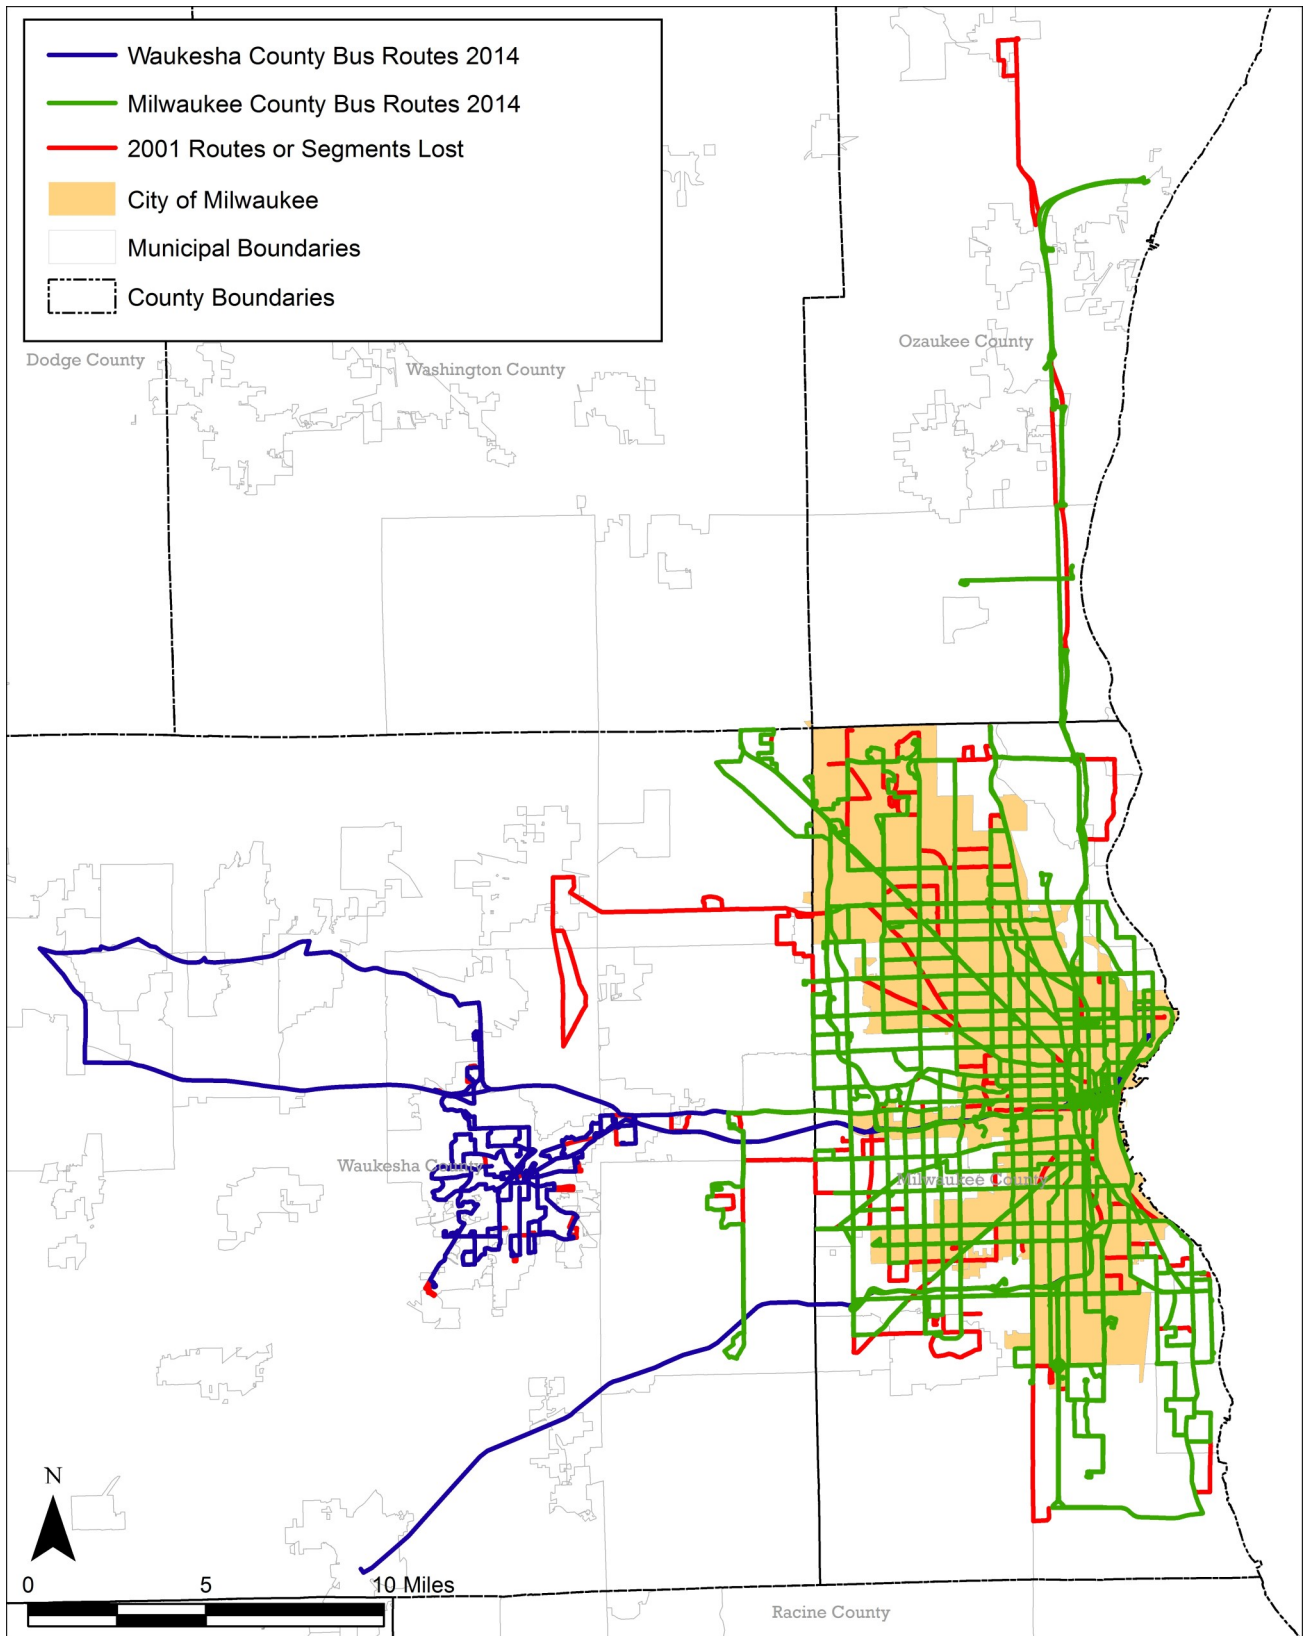 Waukesha County Bus Routes 2014
Milwaukee County Bus Routes 2014
2001 Routes or Segments Lost
City of Milwaukee
Municipal Boundaries
County Boundaries
Dodge County
Washington County
Ozaukee County
Waukesha County
Milwaukee County
N
0 5 10 Miles
Racine County